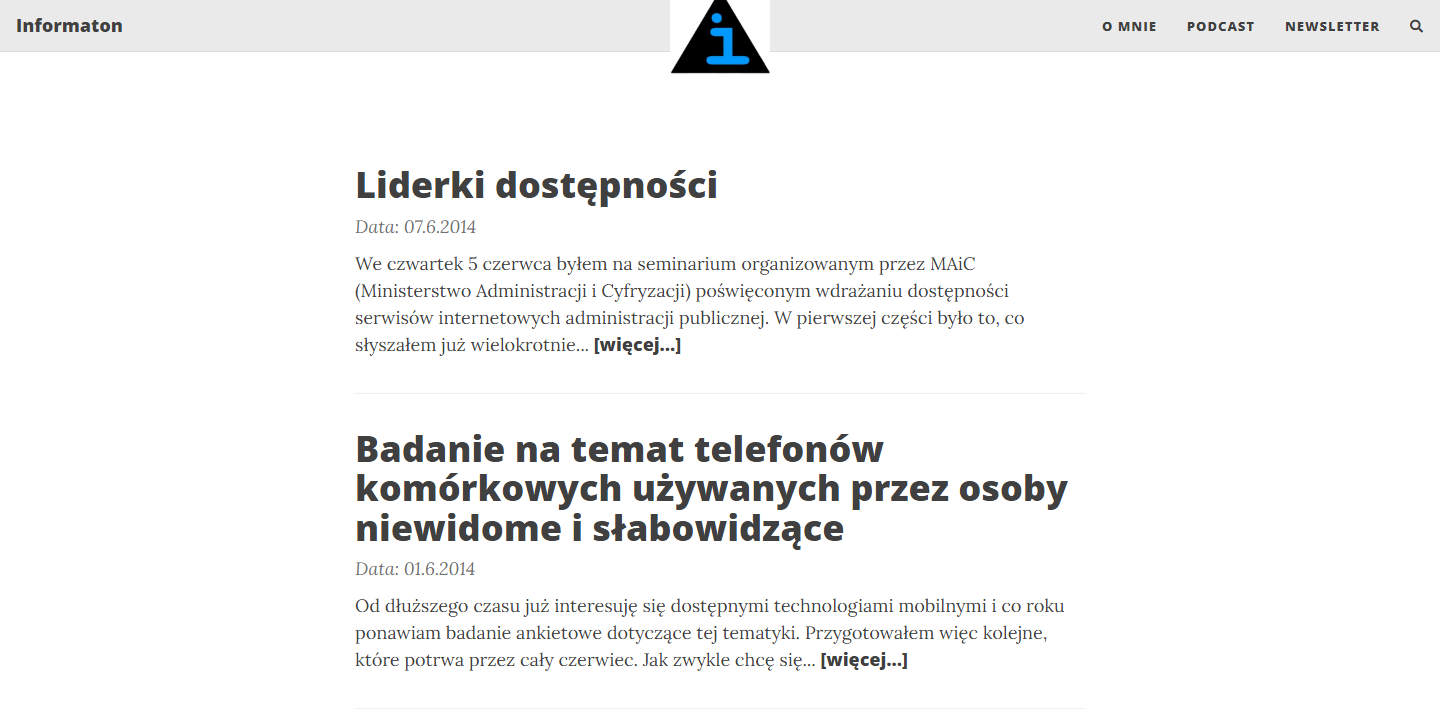 Informaton
i
O MNIE
PODCAST
NEWSLETTER
Liderki dostępności
Data: 07.6.2014
We czwartek 5 czerwca byłem na seminarium organizowanym przez MAiC
(Ministerstwo Administracji i Cyfryzacji) poświęconym wdrażaniu dostępności
serwisów internetowych administracji publicznej. W pierwszej części było to, co
słyszałem już wielokrotnie... [więcej...]
Badanie na temat telefonów
komórkowych używanych przez osoby
niewidome i słabowidzące
Data: 01.6.2014
Od dłuższego czasu już interesuję się dostępnymi technologiami mobilnymi i co roku
ponawiam badanie ankietowe dotyczące tej tematyki. Przygotowałem więc kolejne,
które potrwa przez cały czerwiec. Jak zwykle chcę się... [więcej...]